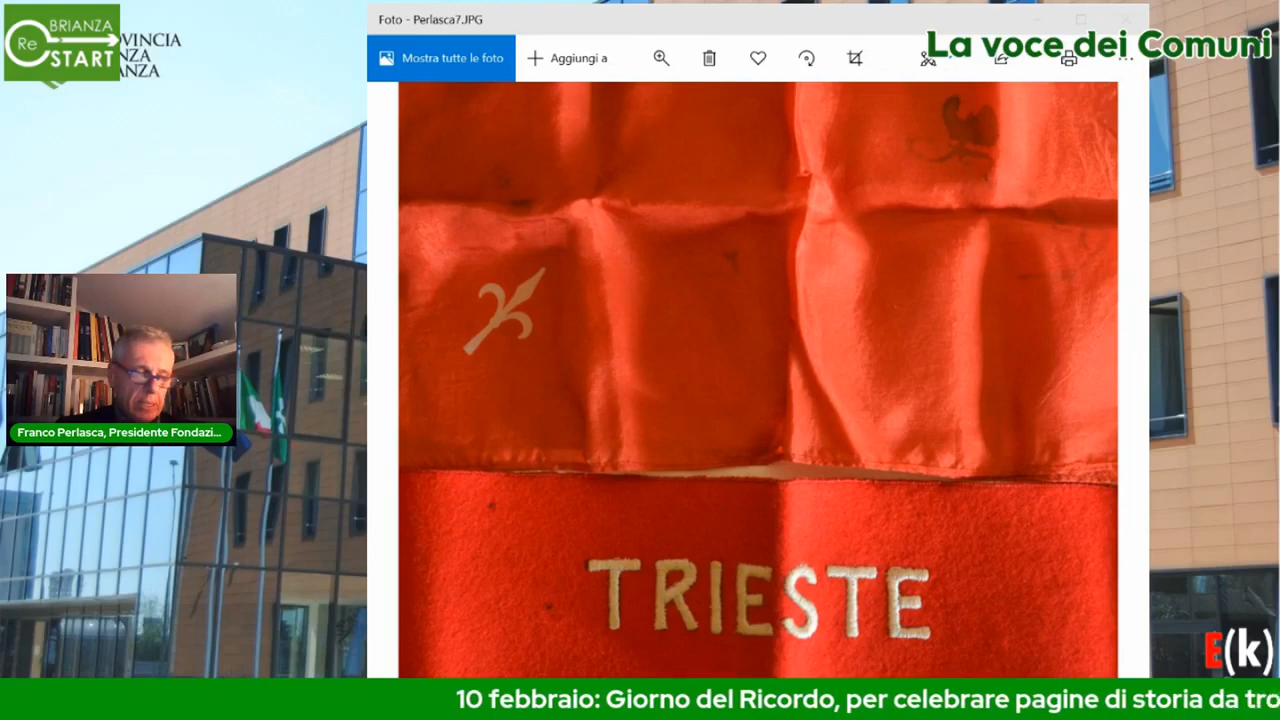 BRIANZA
Re
START
VINCIA
NZA
ANZA
Foto - Perlasca7.JPG
Mostra tutte le foto
Aggiungi a
La voce dei Comuni
TRIESTE
Franco Perlasca, Presidente Fondazi...
E(k)
10 febbraio: Giorno del Ricordo, per celebrare pagine di storia da tro